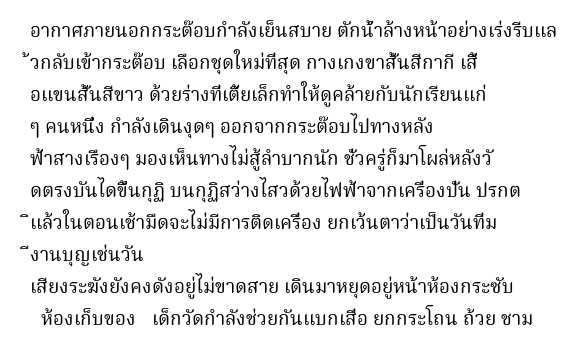 อากาศภายนอกกระต๊อบกำลังเย็นสบาย ตักน้ำล้างหน้าอย่างเร่งรีบแล
้วกลับเข้ากระต๊อบ เลือกชุดใหม่ที่สุด กางเกงขาสั้นสีกากี เสื้
อแขนสั้นสีขาว ด้วยร่างที่เตี้ยเล็กทำให้ดูคล้ายกับนักเรียนแก่
ๆ คนหนึ่ง กำลังเดินงุดๆ ออกจากกระต๊อบไปทางหลัง
ฟ้าสางเรืองๆ มองเห็นทางไม่สู้ลำบากนัก ชั่วครู่ก็มาโผล่หลังวั
ดตรงบันไดขึ้นกุฏิ บนกุฏิสว่างไสวด้วยไฟฟ้าจากเครื่องปั่น ปรกต
ิแล้วในตอนเช้ามืดจะไม่มีการติดเครื่อง ยกเว้นตาว่าเป็นวันที่ม
ีงานบุญเช่นวัน
เสียงระฆังยังคงดังอยู่ไม่ขาดสาย เดินมาหยุดอยู่หน้าห้องกระซับ
ห้องเก็บของ เด็กวัดกำลังช่วยกันแบกเสื่อ ยกกระโถน ถ้วย ชาม